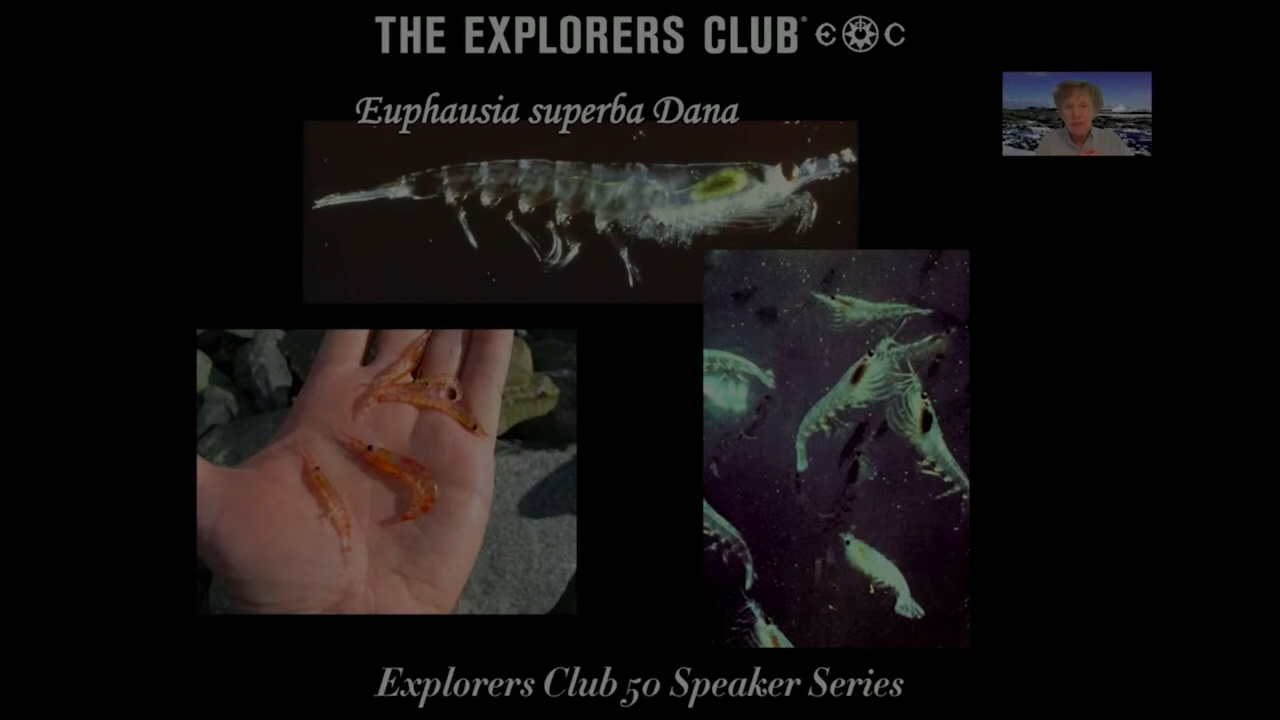 THE EXPLORERS CLUB® E C
Euphausia superba Dana
Explorers Club 50 Speaker Series